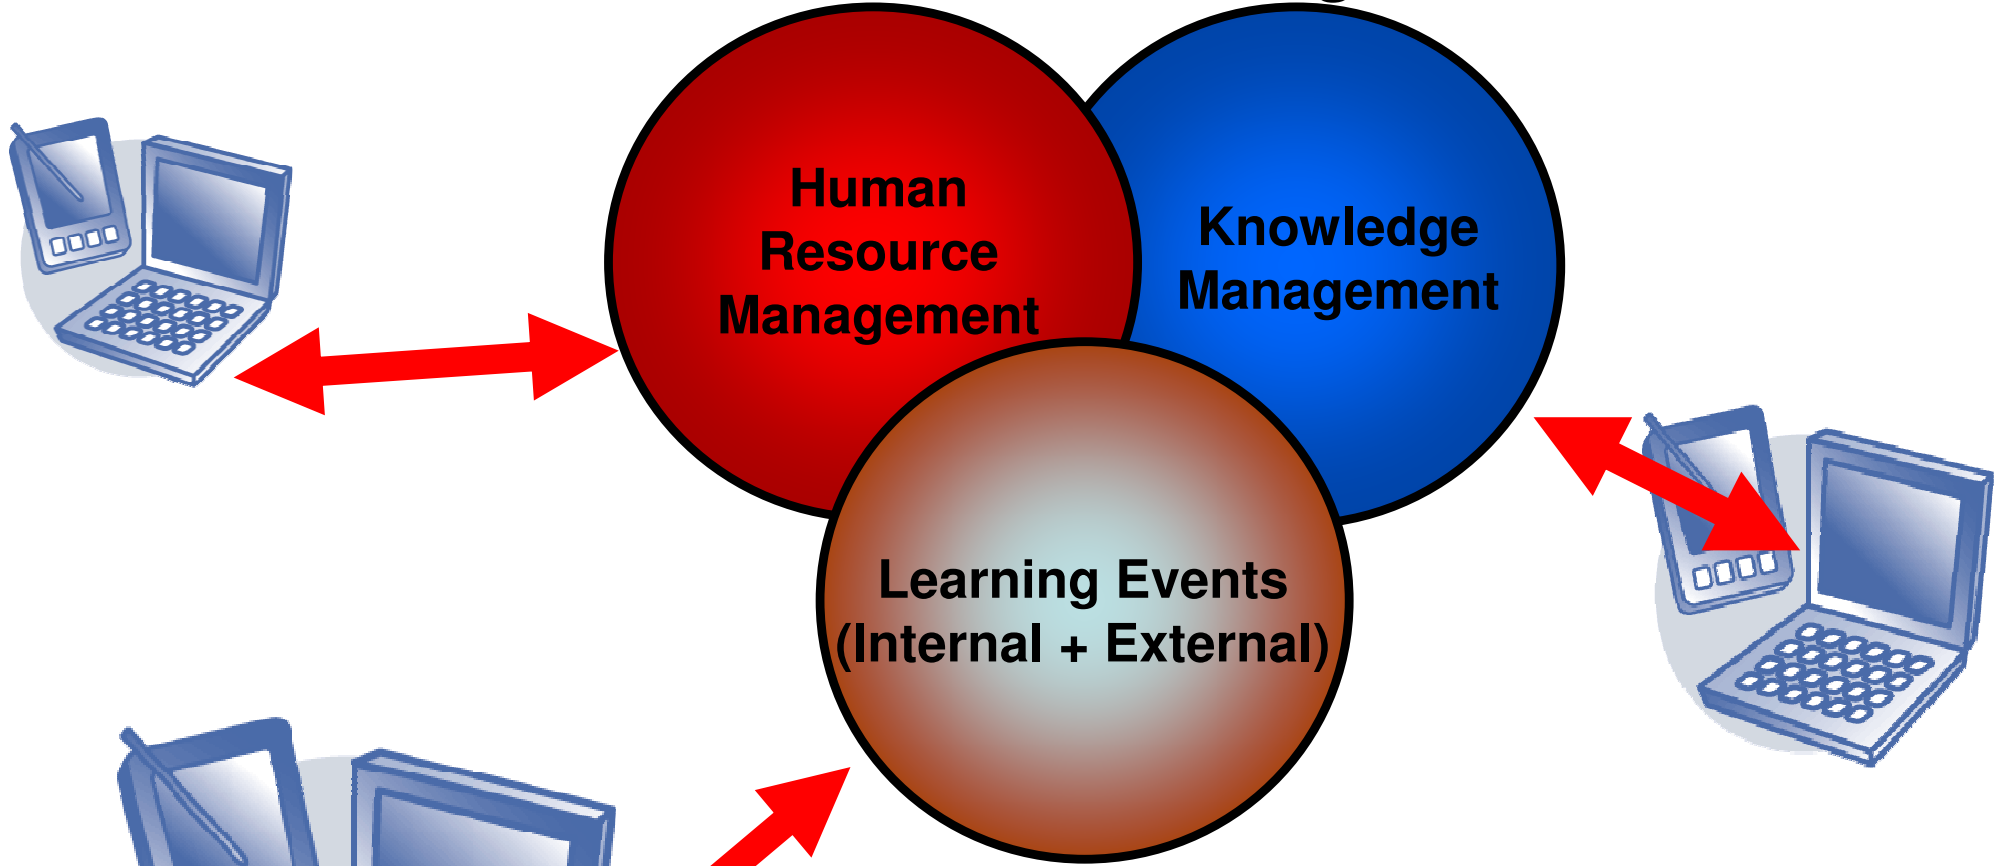 Human
Resource
Management
Knowledge
Management
Learning Events
(Internal + External)